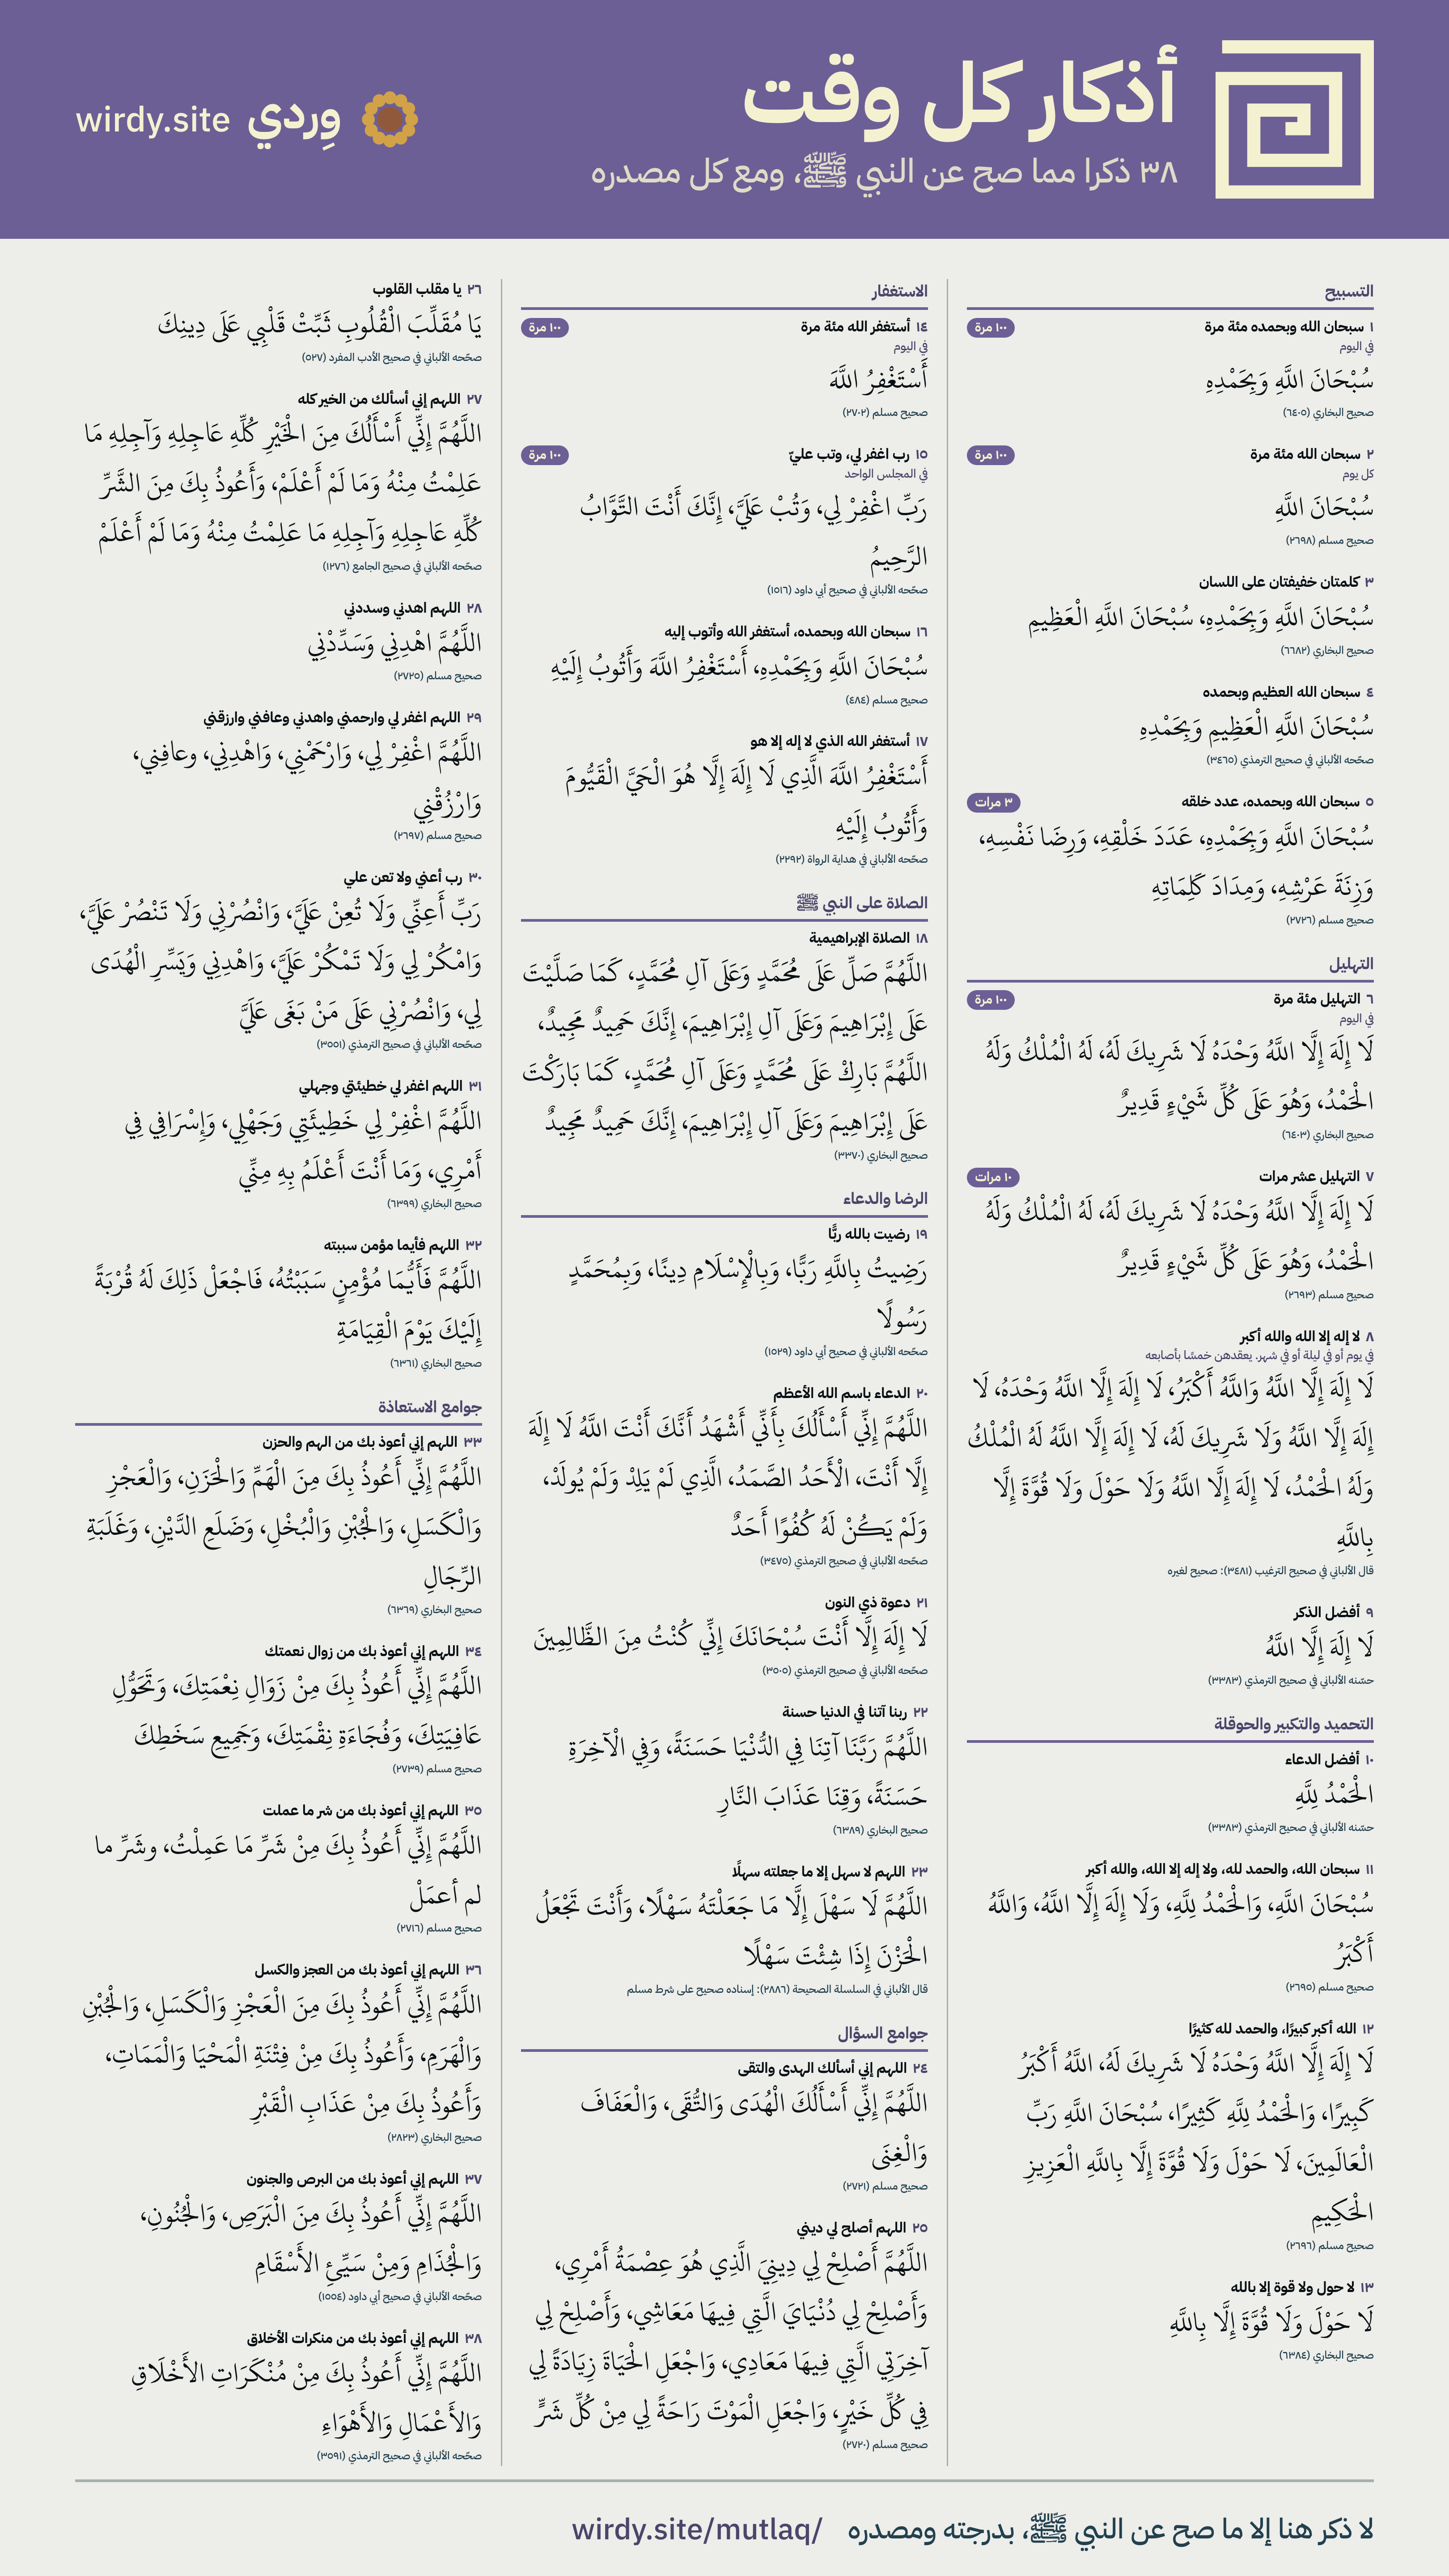 أذكار كل وقت
٣٨ ذكرا مما صح عن النبي ﷺ، ومع كل مصدره
وِردي wirdy.site
التسبيح
١ سبحان الله وبحمده مئة مرة
١٠٠ مرة
في اليوم
سُبْحَانَ اللَّهِ وَبِحَمْدِهِ
صحيح البخاري (٦٤٠٥)
٢ سبحان الله مئة مرة
١٠٠ مرة
كل يوم
سُبْحَانَ اللَّهِ
صحيح مسلم (٢٦٩٨)
٣ كلمتان خفيفتان على اللسان
سُبْحَانَ اللَّهِ وَبِحَمْدِهِ، سُبْحَانَ اللَّهِ الْعَظِيمِ
صحيح البخاري (٦٦٨٢)
٤ سبحان الله العظيم وبحمده
سُبْحَانَ اللَّهِ الْعَظِيمِ وَبِحَمْدِهِ
صحّحه الألباني في صحيح الترمذي (٣٤٦٥)
٥ سبحان الله وبحمده، عدد خلقه
٣ مرات
سُبْحَانَ اللَّهِ وَبِحَمْدِهِ، عَدَدَ خَلْقِهِ، وَرِضَا نَفْسِهِ،
وَزِنَةَ عَرْشِهِ، وَمِدَادَ كَلِمَاتِهِ
صحيح مسلم (٢٧٢٦)
التهليل
٦ التهليل مئة مرة
١٠٠ مرة
في اليوم
لَا إِلَهَ إِلَّا اللَّهُ وَحْدَهُ لَا شَرِيكَ لَهُ، لَهُ الْمُلْكُ وَلَهُ
الْحَمْدُ، وَهُوَ عَلَى كُلِّ شَيْءٍ قَدِيرٌ
صحيح البخاري (٦٤٠٣)
٧ التهليل عشر مرات
١٠ مرات
لَا إِلَهَ إِلَّا اللَّهُ وَحْدَهُ لَا شَرِيكَ لَهُ، لَهُ الْمُلْكُ وَلَهُ
الْحَمْدُ، وَهُوَ عَلَى كُلِّ شَيْءٍ قَدِيرٌ
صحيح مسلم (٢٦٩٣)
٨ لا إله إلا الله والله أكبر
في يوم أو في ليلة أو في شهر. يعقدهن خمسًا بأصابعه
لَا إِلَهَ إِلَّا اللَّهُ وَاللَّهُ أَكْبَرُ، لَا إِلَهَ إِلَّا اللَّهُ وَحْدَهُ، لَا
إِلَهَ إِلَّا اللَّهُ وَلَا شَرِيكَ لَهُ، لَا إِلَهَ إِلَّا اللَّهُ لَهُ الْمُلْكُ
وَلَهُ الْحَمْدُ، لَا إِلَهَ إِلَّا اللَّهُ وَلَا حَوْلَ وَلَا قُوَّةَ إِلَّا
بِاللَّهِ
قال الألباني في صحيح الترغيب (٣٤٨١): صحيح لغيره
٩ أفضل الذكر
لَا إِلَهَ إِلَّا اللَّهُ
حسّنه الألباني في صحيح الترمذي (٣٣٨٣)
التحميد والتكبير والحوقلة
١٠ أفضل الدعاء
الْحَمْدُ لِلَّهِ
حسّنه الألباني في صحيح الترمذي (٣٣٨٣)
١١ سبحان الله، والحمد لله، ولا إله إلا الله، والله أكبر
سُبْحَانَ اللَّهِ، وَالْحَمْدُ لِلَّهِ، وَلَا إِلَهَ إِلَّا اللَّهُ، وَاللَّهُ
أَكْبَرُ
صحيح مسلم (٢٦٩٥)
١٢ الله أكبر كبيرًا، والحمد لله كثيرًا
لَا إِلَهَ إِلَّا اللَّهُ وَحْدَهُ لَا شَرِيكَ لَهُ، اللَّهُ أَكْبَرُ
كَبِيرًا، وَالْحَمْدُ لِلَّهِ كَثِيرًا، سُبْحَانَ اللَّهِ رَبِّ
الْعَالَمِينَ، لَا حَوْلَ وَلَا قُوَّةَ إِلَّا بِاللَّهِ الْعَزِيزِ
الْحَكِيمِ
صحيح مسلم (٢٦٩٦)
١٣ لا حول ولا قوة إلا بالله
لَا حَوْلَ وَلَا قُوَّةَ إِلَّا بِاللَّهِ
صحيح البخاري (٦٣٨٤)
الاستغفار
١٤ أستغفر الله مئة مرة
١٠٠ مرة
في اليوم
أَسْتَغْفِرُ اللَّهَ
صحيح مسلم (٢٧٠٢)
١٥ رب اغفر لي، وتب عليّ
١٠٠ مرة
في المجلس الواحد
رَبِّ اغْفِرْ لِي، وَتُبْ عَلَيَّ، إِنَّكَ أَنْتَ التَّوَّابُ
الرَّحِيمُ
صحّحه الألباني في صحيح أبي داود (١٥١٦)
١٦ سبحان الله وبحمده، أستغفر الله وأتوب إليه
سُبْحَانَ اللَّهِ وَبِحَمْدِهِ، أَسْتَغْفِرُ اللَّهَ وَأَتُوبُ إِلَيْهِ
صحيح مسلم (٤٨٤)
١٧ أستغفر الله الذي لا إله إلا هو
أَسْتَغْفِرُ اللَّهَ الَّذِي لَا إِلَهَ إِلَّا هُوَ الْحَيَّ الْقَيُّومَ
وَأَتُوبُ إِلَيْهِ
صحّحه الألباني في هداية الرواة (٢٢٩٢)
الصلاة على النبي ﷺ
١٨ الصلاة الإبراهيمية
اللَّهُمَّ صَلِّ عَلَى مُحَمَّدٍ وَعَلَى آلِ مُحَمَّدٍ، كَمَا صَلَّيْتَ
عَلَى إِبْرَاهِيمَ وَعَلَى آلِ إِبْرَاهِيمَ، إِنَّكَ حَمِيدٌ مَجِيدٌ،
اللَّهُمَّ بَارِكْ عَلَى مُحَمَّدٍ وَعَلَى آلِ مُحَمَّدٍ، كَمَا بَارَكْتَ
عَلَى إِبْرَاهِيمَ وَعَلَى آلِ إِبْرَاهِيمَ، إِنَّكَ حَمِيدٌ مَجِيدٌ
صحيح البخاري (٣٣٧٠)
الرضا والدعاء
١٩ رضيت بالله ربًّا
رَضِيتُ بِاللَّهِ رَبًّا، وَبِالْإِسْلَامِ دِينًا، وَبِمُحَمَّدٍ
رَسُولًا
صحّحه الألباني في صحيح أبي داود (١٥٢٩)
٢٠ الدعاء باسم الله الأعظم
اللَّهُمَّ إِنِّي أَسْأَلُكَ بِأَنِّي أَشْهَدُ أَنَّكَ أَنْتَ اللَّهُ لَا إِلَهَ
إِلَّا أَنْتَ، الْأَحَدُ الصَّمَدُ، الَّذِي لَمْ يَلِدْ وَلَمْ يُولَدْ،
وَلَمْ يَكُنْ لَهُ كُفُوًا أَحَدٌ
صحّحه الألباني في صحيح الترمذي (٣٤٧٥)
٢١ دعوة ذي النون
لَا إِلَهَ إِلَّا أَنْتَ سُبْحَانَكَ إِنِّي كُنْتُ مِنَ الظَّالِمِينَ
صحّحه الألباني في صحيح الترمذي (٣٥٠٥)
٢٢ ربنا آتنا في الدنيا حسنة
اللَّهُمَّ رَبَّنَا آتِنَا فِي الدُّنْيَا حَسَنَةً، وَفِي الْآخِرَةِ
حَسَنَةً، وَقِنَا عَذَابَ النَّارِ
صحيح البخاري (٦٣٨٩)
٢٣ اللهم لا سهل إلا ما جعلته سهلًا
اللَّهُمَّ لَا سَهْلَ إِلَّا مَا جَعَلْتَهُ سَهْلًا، وَأَنْتَ تَجْعَلُ
الْحَزْنَ إِذَا شِئْتَ سَهْلًا
قال الألباني في السلسلة الصحيحة (٢٨٨٦): إسناده صحيح على شرط مسلم
جوامع السؤال
٢٤ اللهم إني أسألك الهدى والتقى
اللَّهُمَّ إِنِّي أَسْأَلُكَ الْهُدَى وَالتُّقَى، وَالْعَفَافَ
وَالْغِنَى
صحيح مسلم (٢٧٢١)
٢٥ اللهم أصلح لي ديني
اللَّهُمَّ أَصْلِحْ لِي دِينِيَ الَّذِي هُوَ عِصْمَةُ أَمْرِي،
وَأَصْلِحْ لِي دُنْيَايَ الَّتِي فِيهَا مَعَاشِي، وَأَصْلِحْ لِي
آخِرَتِي الَّتِي فِيهَا مَعَادِي، وَاجْعَلِ الْحَيَاةَ زِيَادَةً لِي
فِي كُلِّ خَيْرٍ، وَاجْعَلِ الْمَوْتَ رَاحَةً لِي مِنْ كُلِّ شَرٍّ
صحيح مسلم (٢٧٢٠)
٢٦ يا مقلب القلوب
يَا مُقَلِّبَ الْقُلُوبِ ثَبِّتْ قَلْبِي عَلَى دِينِكَ
صحّحه الألباني في صحيح الأدب المفرد (٥٢٧)
٢٧ اللهم إني أسألك من الخير كله
اللَّهُمَّ إِنِّي أَسْأَلُكَ مِنَ الْخَيْرِ كُلِّهِ عَاجِلِهِ وَآجِلِهِ مَا
عَلِمْتُ مِنْهُ وَمَا لَمْ أَعْلَمْ، وَأَعُوذُ بِكَ مِنَ الشَّرِّ
كُلِّهِ عَاجِلِهِ وَآجِلِهِ مَا عَلِمْتُ مِنْهُ وَمَا لَمْ أَعْلَمْ
صحّحه الألباني في صحيح الجامع (١٢٧٦)
٢٨ اللهم اهدني وسددني
اللَّهُمَّ اهْدِنِي وَسَدِّدْنِي
صحيح مسلم (٢٧٢٥)
٢٩ اللهم اغفر لي وارحمني واهدني وعافني وارزقني
اللَّهُمَّ اغْفِرْ لِي، وَارْحَمْنِي، وَاهْدِنِي، وعافِنِي،
وَارْزُقْنِي
صحيح مسلم (٢٦٩٧)
٣٠ رب أعني ولا تعن علي
رَبِّ أَعِنِّي وَلَا تُعِنْ عَلَيَّ، وَانْصُرْنِي وَلَا تَنْصُرْ عَلَيَّ،
وَامْكُرْ لِي وَلَا تَمْكُرْ عَلَيَّ، وَاهْدِنِي وَيَسِّرِ الْهُدَى
لِي، وَانْصُرْنِي عَلَى مَنْ بَغَى عَلَيَّ
صحّحه الألباني في صحيح الترمذي (٣٥٥١)
٣١ اللهم اغفر لي خطيئتي وجهلي
اللَّهُمَّ اغْفِرْ لِي خَطِيئَتِي وَجَهْلِي، وَإِسْرَافِي فِي
أَمْرِي، وَمَا أَنْتَ أَعْلَمُ بِهِ مِنِّي
صحيح البخاري (٦٣٩٩)
٣٢ اللهم فأيما مؤمن سببته
اللَّهُمَّ فَأَيُّمَا مُؤْمِنٍ سَبَبْتُهُ، فَاجْعَلْ ذَلِكَ لَهُ قُرْبَةً
إِلَيْكَ يَوْمَ الْقِيَامَةِ
صحيح البخاري (٦٣٦١)
جوامع الاستعاذة
٣٣ اللهم إني أعوذ بك من الهم والحزن
اللَّهُمَّ إِنِّي أَعُوذُ بِكَ مِنَ الْهَمِّ وَالْحَزَنِ، وَالْعَجْزِ
وَالْكَسَلِ، وَالْجُبْنِ وَالْبُخْلِ، وَضَلَعِ الدَّيْنِ، وَغَلَبَةِ
الرِّجَالِ
صحيح البخاري (٦٣٦٩)
٣٤ اللهم إني أعوذ بك من زوال نعمتك
اللَّهُمَّ إِنِّي أَعُوذُ بِكَ مِنْ زَوَالِ نِعْمَتِكَ، وَتَحَوُّلِ
عَافِيَتِكَ، وَفُجَاءَةِ نِقْمَتِكَ، وَجَمِيعِ سَخَطِكَ
صحيح مسلم (٢٧٣٩)
٣٥ اللهم إني أعوذ بك من شر ما عملت
اللَّهُمَّ إِنِّي أَعُوذُ بِكَ مِنْ شَرِّ مَا عَمِلْتُ، وشَرِّ ما
لم أعمَلْ
صحيح مسلم (٢٧١٦)
٣٦ اللهم إني أعوذ بك من العجز والكسل
اللَّهُمَّ إِنِّي أَعُوذُ بِكَ مِنَ الْعَجْزِ وَالْكَسَلِ، وَالْجُبْنِ
وَالْهَرَمِ، وَأَعُوذُ بِكَ مِنْ فِتْنَةِ الْمَحْيَا وَالْمَمَاتِ،
وَأَعُوذُ بِكَ مِنْ عَذَابِ الْقَبْرِ
صحيح البخاري (٢٨٢٣)
٣٧ اللهم إني أعوذ بك من البرص والجنون
اللَّهُمَّ إِنِّي أَعُوذُ بِكَ مِنَ الْبَرَصِ، وَالْجُنُونِ،
وَالْجُذَامِ وَمِنْ سَيِّئِ الأَسْقَامِ
صحّحه الألباني في صحيح أبي داود (١٥٥٤)
٣٨ اللهم إني أعوذ بك من منكرات الأخلاق
اللَّهُمَّ إِنِّي أَعُوذُ بِكَ مِنْ مُنْكَرَاتِ الأَخْلَاقِ
وَالأَعْمَالِ وَالأَهْوَاءِ
صحّحه الألباني في صحيح الترمذي (٣٥٩١)
لا ذكر هنا إلا ما صح عن النبي ﷺ، بدرجته ومصدره wirdy.site/mutlaq/